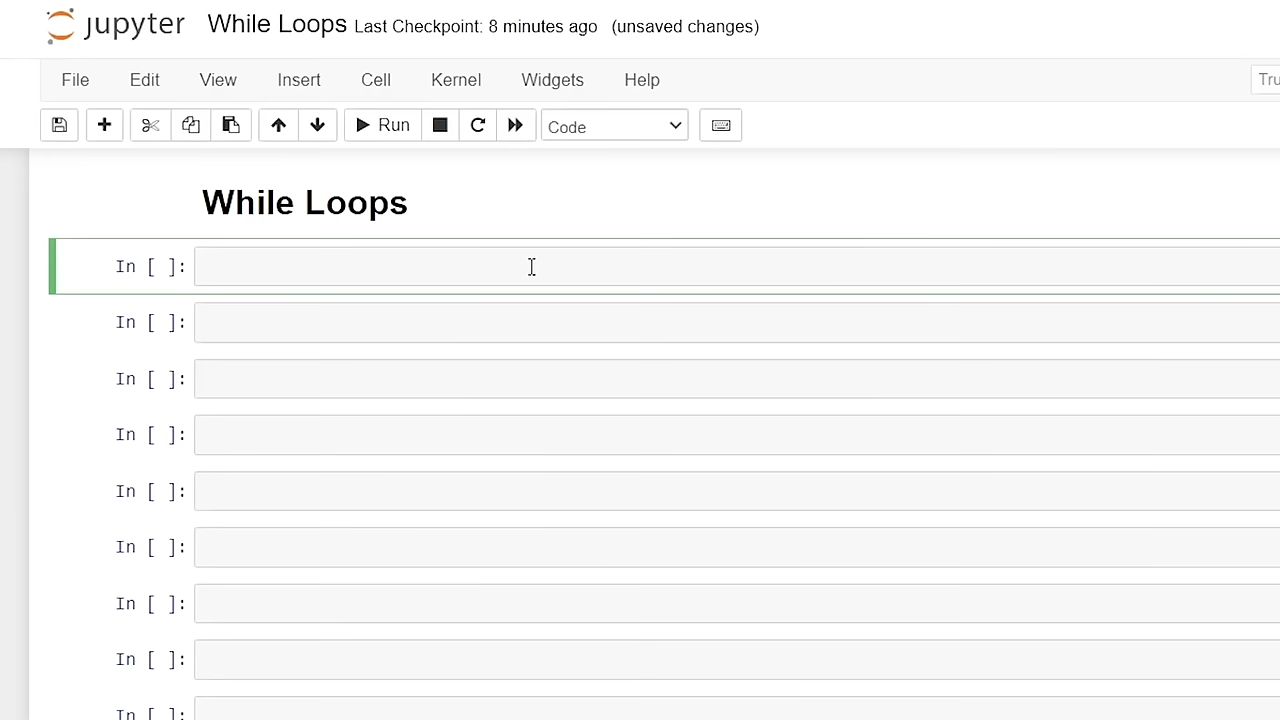 jupyter While Loops Last Checkpoint: 8 minutes ago (unsaved changes)
File Edit View Insert Cell Kernel Widgets Help
Run Code
While Loops
In [ ]:
In [ ]:
In [ ]:
In [ ]:
In [ ]:
In [ ]:
In [ ]:
In [ ]:
In [ ]: